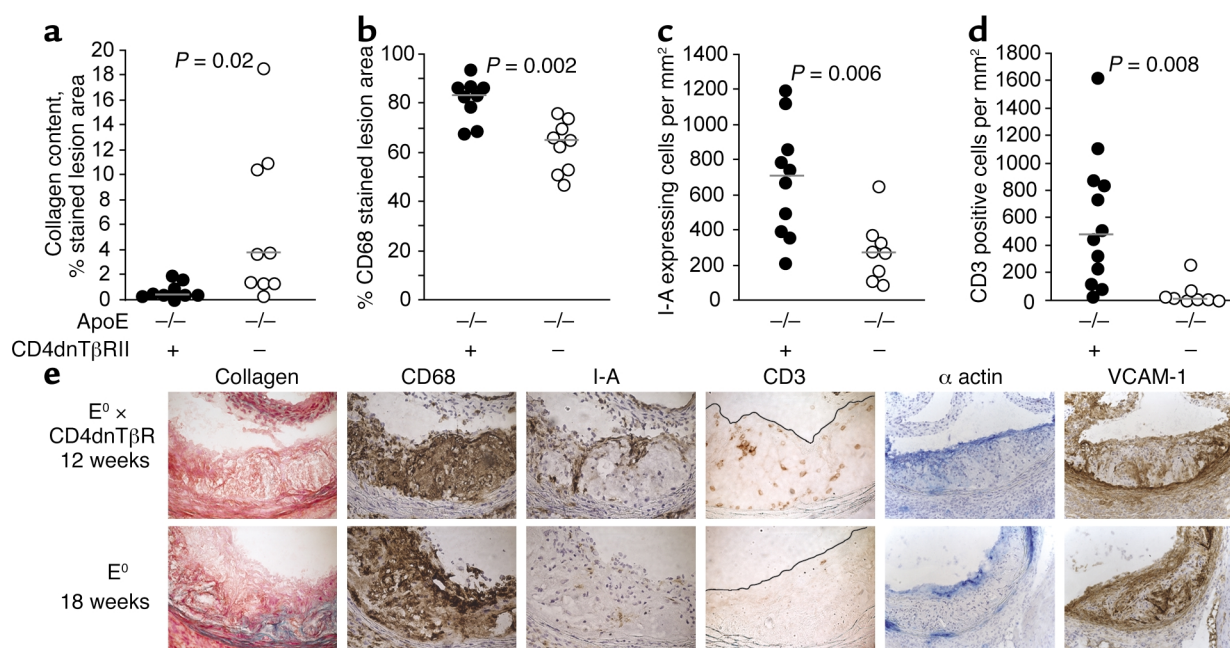 a
Collagen content,
% stained lesion area
20
18
16
14
12
10
8
6
4
2
0
P = 0.02
b
% CD68 stained lesion area
100
80
60
40
20
0
P = 0.002
c
I-A expressing cells per mm²
1400
1200
1000
800
600
400
200
0
P = 0.006
d
CD3 positive cells per mm²
1800
1600
1400
1200
1000
800
600
400
200
0
P = 0.008
ApoE –/– –/– –/– –/– –/– –/– –/– –/–
CD4dnTβRII + – + – + – + –
e
Collagen CD68 I-A CD3 α actin VCAM-1
E⁰ ×
CD4dnTβR
12 weeks
E⁰
18 weeks